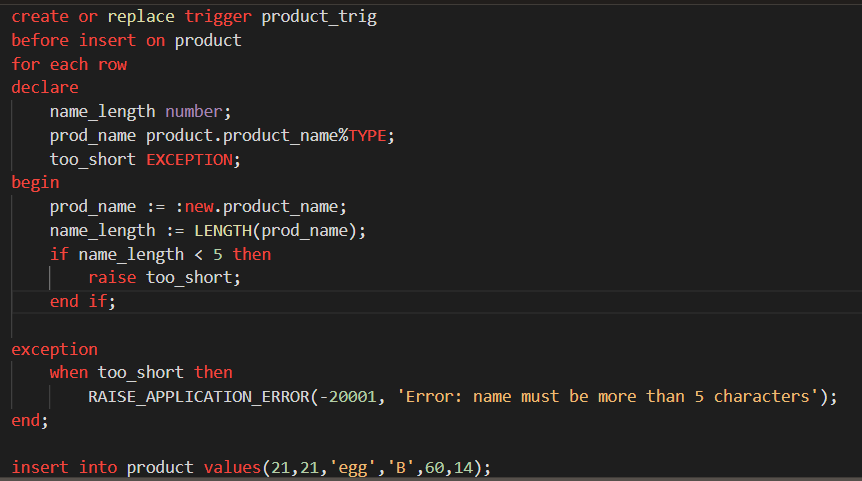 create or replace trigger product_trig
before insert on product
for each row
declare
    name_length number;
    prod_name product.product_name%TYPE;
    too_short EXCEPTION;
begin
    prod_name := :new.product_name;
    name_length := LENGTH(prod_name);
    if name_length < 5 then
        raise too_short;
    end if;

exception
    when too_short then
        RAISE_APPLICATION_ERROR(-20001, 'Error: name must be more than 5 characters');
end;

insert into product values(21,21,'egg','B',60,14);